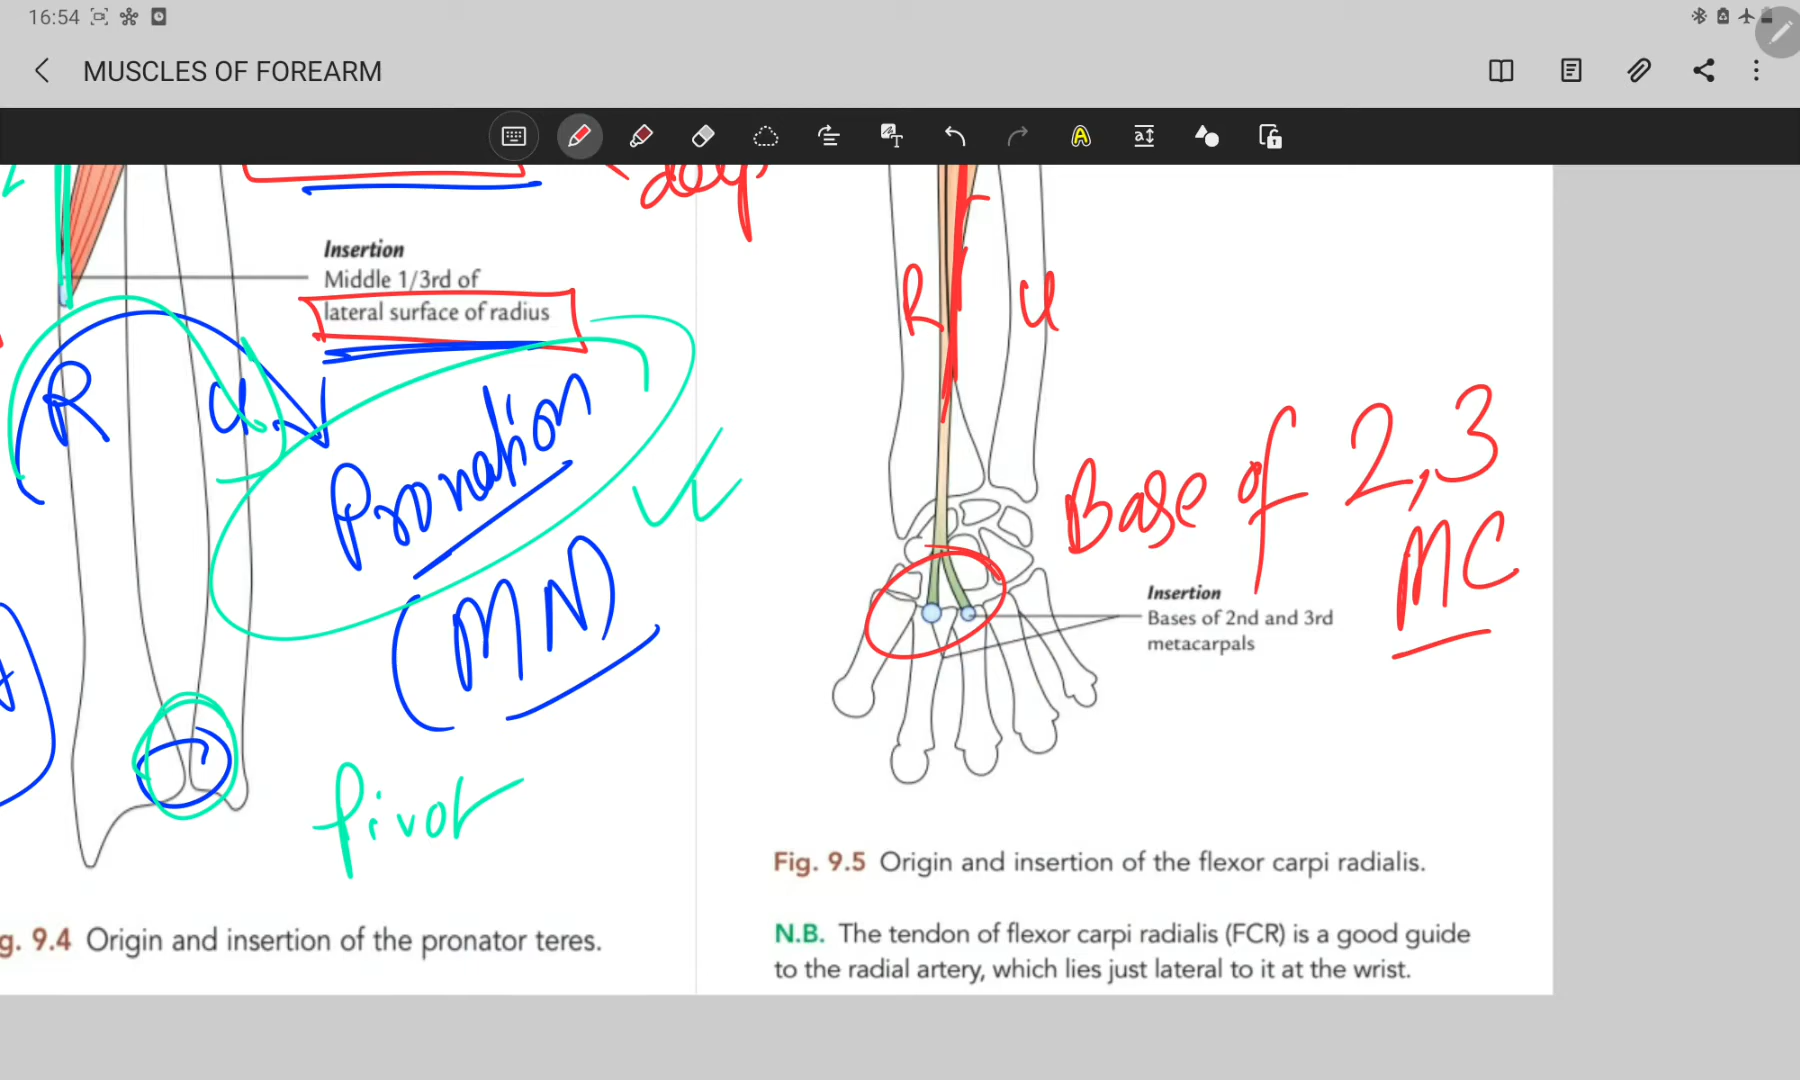 16:54
MUSCLES OF FOREARM
deep
Insertion
Middle 1/3rd of
lateral surface of radius
R U
Pronation
(MN)
Pivot
g. 9.4 Origin and insertion of the pronator teres.
R U
Base of 2,3
MC
Insertion
Bases of 2nd and 3rd
metacarpals
Fig. 9.5 Origin and insertion of the flexor carpi radialis.
N.B. The tendon of flexor carpi radialis (FCR) is a good guide
to the radial artery, which lies just lateral to it at the wrist.